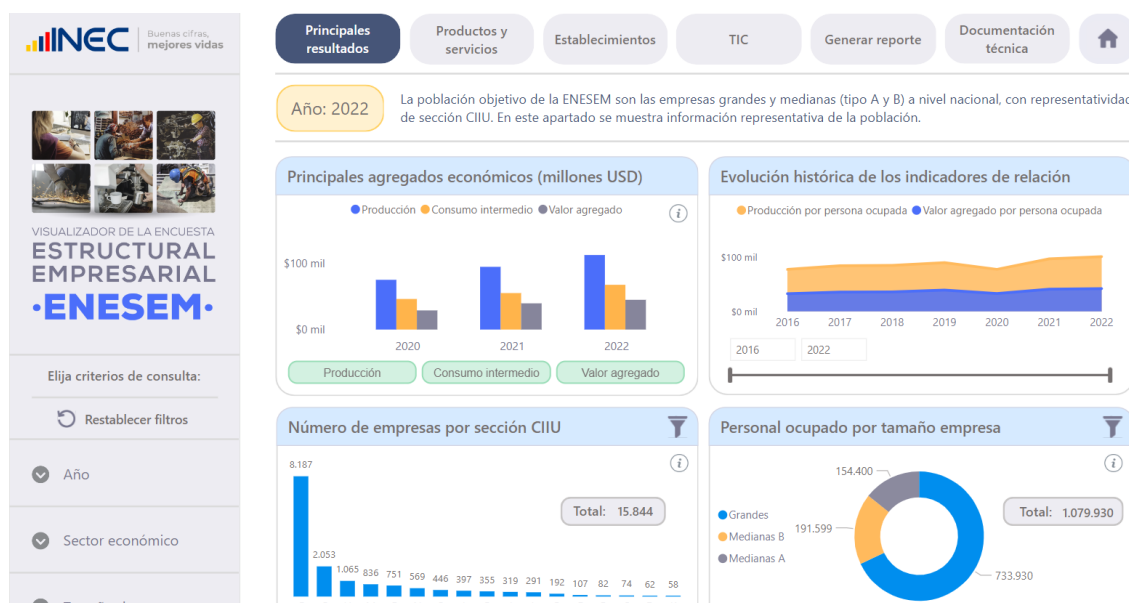 INEC
Buenas cifras,
mejores vidas
VISUALIZADOR DE LA ENCUESTA
ESTRUCTURAL
EMPRESARIAL
·ENESEM·
Elija criterios de consulta:
Restablecer filtros
Año
Sector económico
Principales
resultados
Productos y
servicios
Establecimientos
TIC
Generar reporte
Documentación
técnica
Año: 2022
La población objetivo de la ENESEM son las empresas grandes y medianas (tipo A y B) a nivel nacional, con representatividad
de sección CIIU. En este apartado se muestra información representativa de la población.
Principales agregados económicos (millones USD)
Producción Consumo intermedio Valor agregado
i
$100 mil
$0 mil
2020 2021 2022
Producción Consumo intermedio Valor agregado
Evolución histórica de los indicadores de relación
Producción por persona ocupada Valor agregado por persona ocupada
$100 mil
$0 mil
2016 2017 2018 2019 2020 2021 2022
2016 2022
Número de empresas por sección CIIU
i
8.187
Total: 15.844
2.053
1.065 836 751 569 446 397 355 319 291 192 107 82 74 62 58
Personal ocupado por tamaño empresa
i
154.400
Total: 1.079.930
Grandes
191.599
Medianas B
Medianas A
733.930